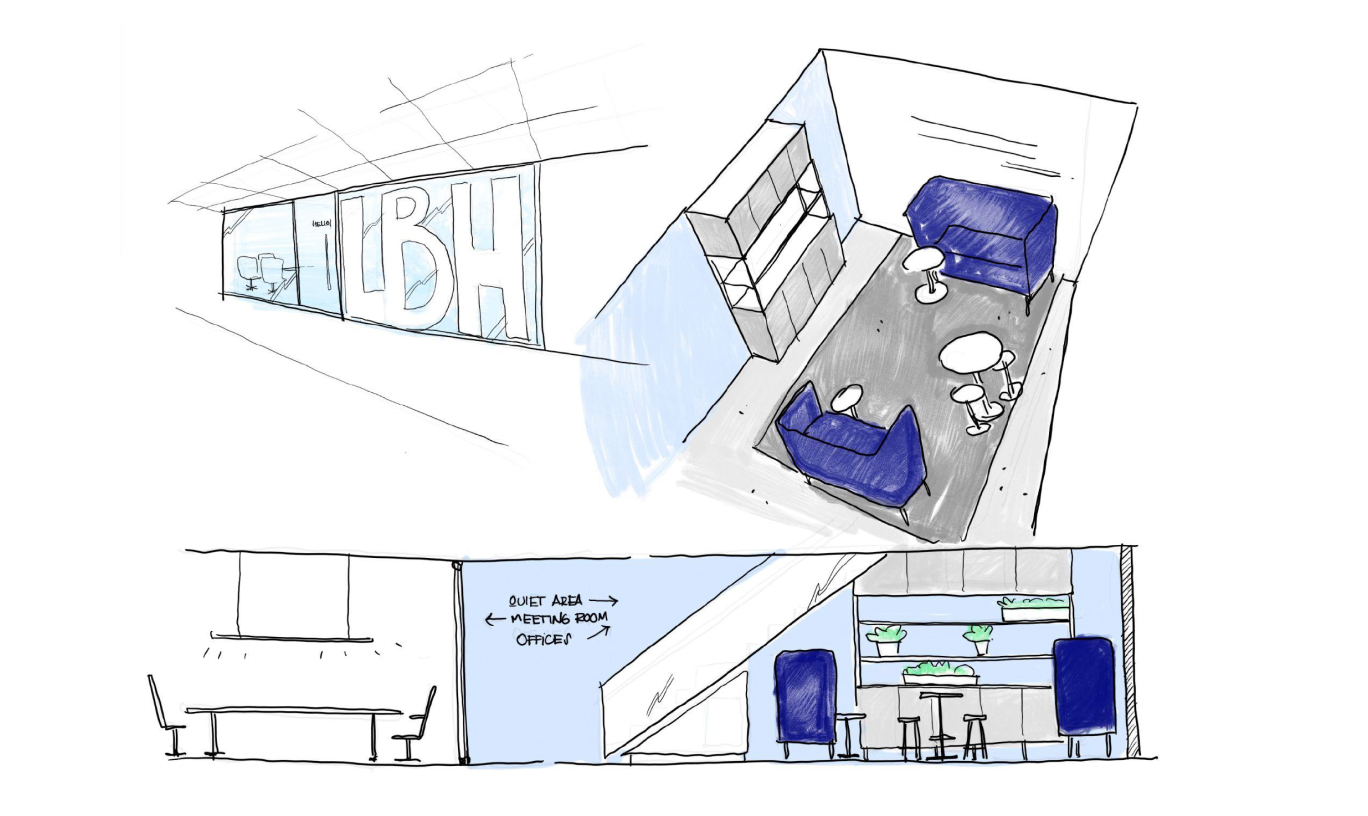 HELLO!
LBH
QUIET AREA →
← MEETING ROOM
OFFICES ↗